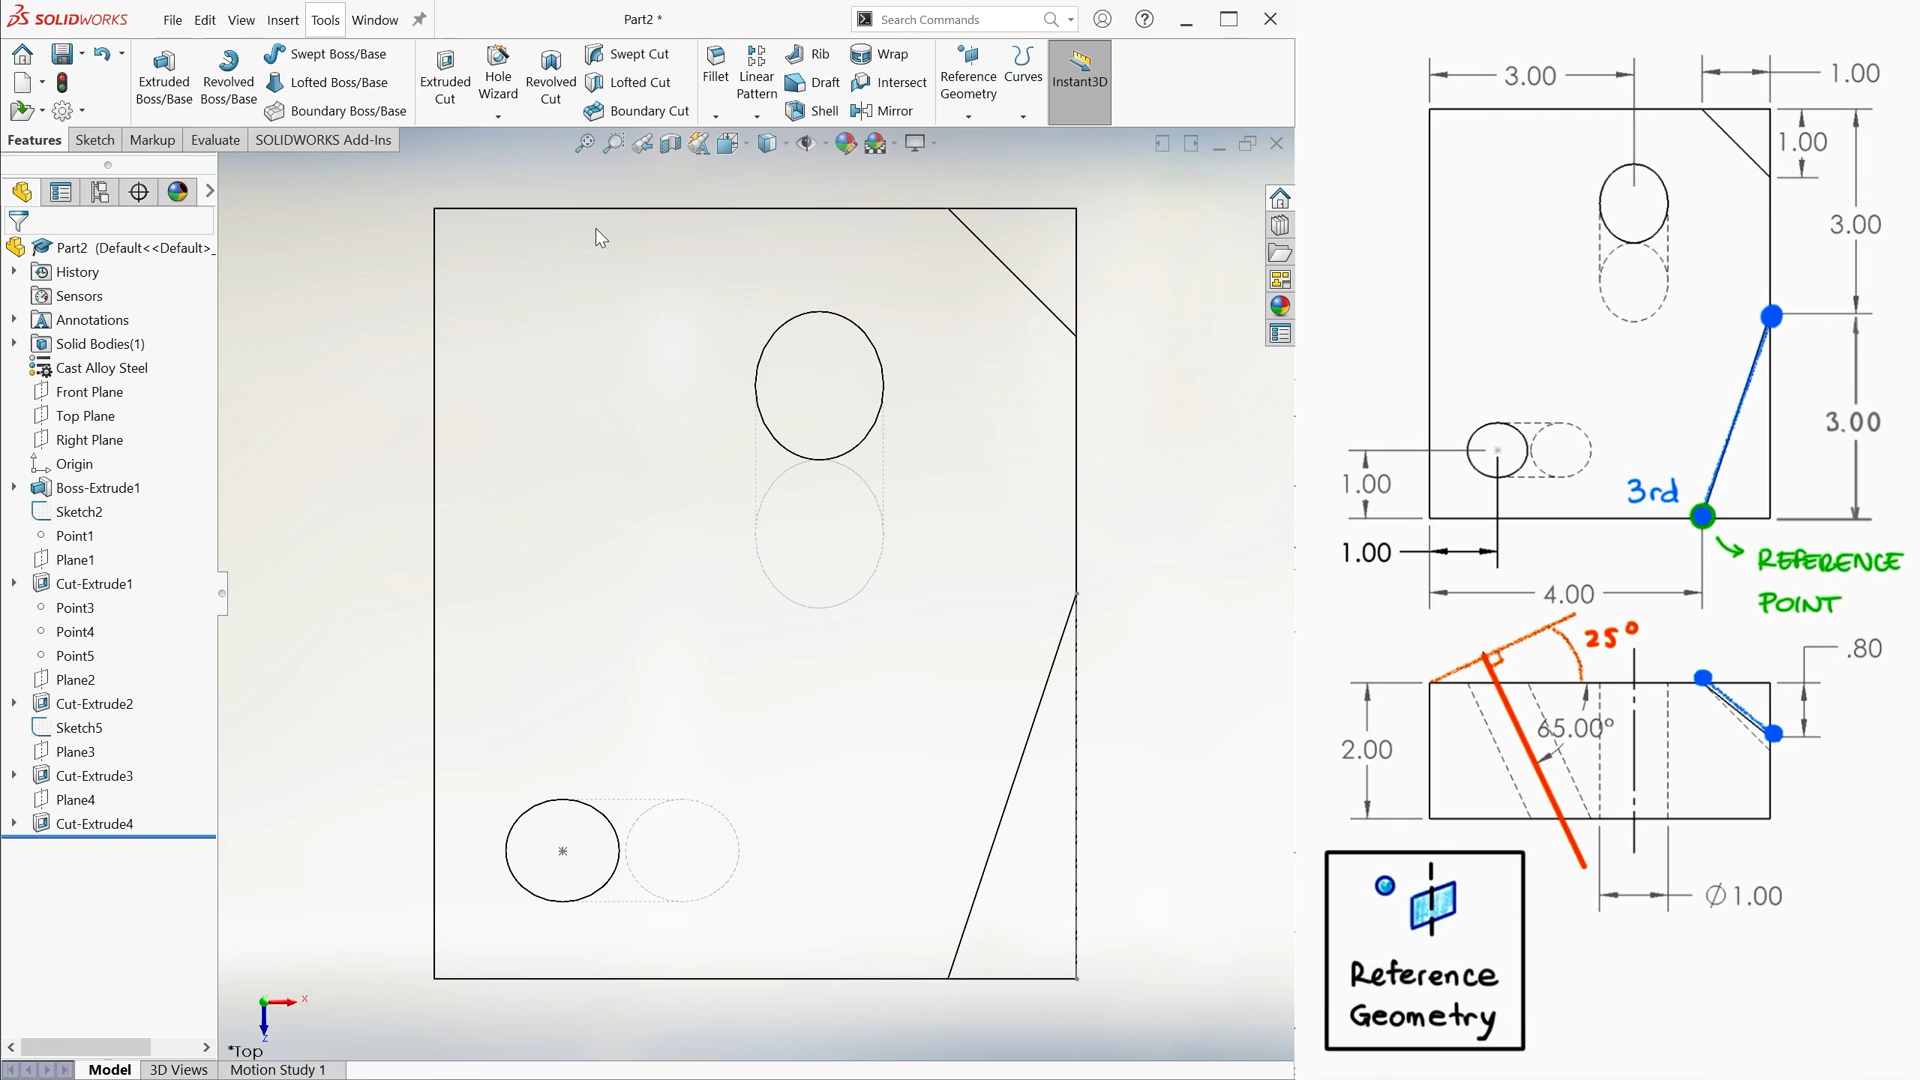 SOLIDWORKS File Edit View Insert Tools Window Part2 * Search Commands
Extruded Boss/Base
Revolved Boss/Base
Swept Boss/Base
Lofted Boss/Base
Boundary Boss/Base
Extruded Cut
Hole Wizard
Revolved Cut
Swept Cut
Lofted Cut
Boundary Cut
Fillet
Linear Pattern
Rib
Draft
Shell
Wrap
Intersect
Mirror
Reference Geometry
Curves
Instant3D
Features Sketch Markup Evaluate SOLIDWORKS Add-Ins
Part2 (Default<<Default>_
History
Sensors
Annotations
Solid Bodies(1)
Cast Alloy Steel
Front Plane
Top Plane
Right Plane
Origin
Boss-Extrude1
Sketch2
Point1
Plane1
Cut-Extrude1
Point3
Point4
Point5
Plane2
Cut-Extrude2
Sketch5
Plane3
Cut-Extrude3
Plane4
Cut-Extrude4
X
Z
*Top
Model 3D Views Motion Study 1
3.00
1.00
1.00
3.00
3.00
1.00
3rd
1.00
REFERENCE
POINT
4.00
25°
.80
65.00°
2.00
Ø1.00
Reference
Geometry